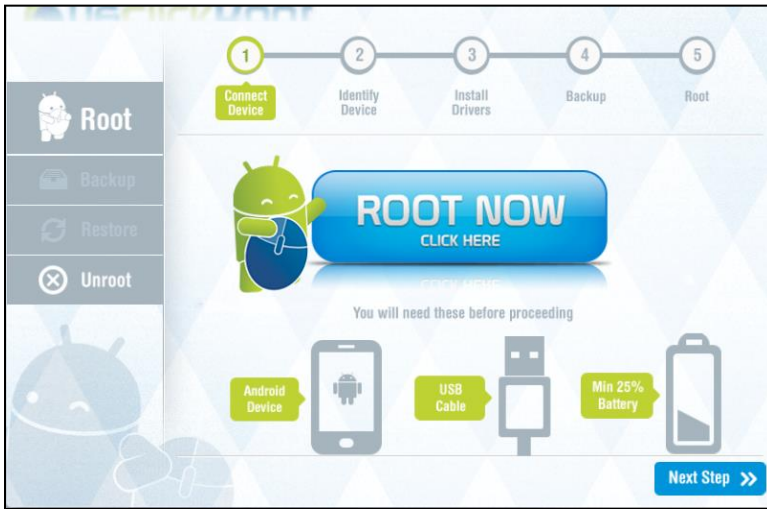 1
2
3
4
5
Connect
Device
Identify
Device
Install
Drivers
Backup
Root
Root
Backup
Restore
Unroot
ROOT NOW
CLICK HERE
You will need these before proceeding
Android
Device
USB
Cable
Min 25%
Battery
Next Step